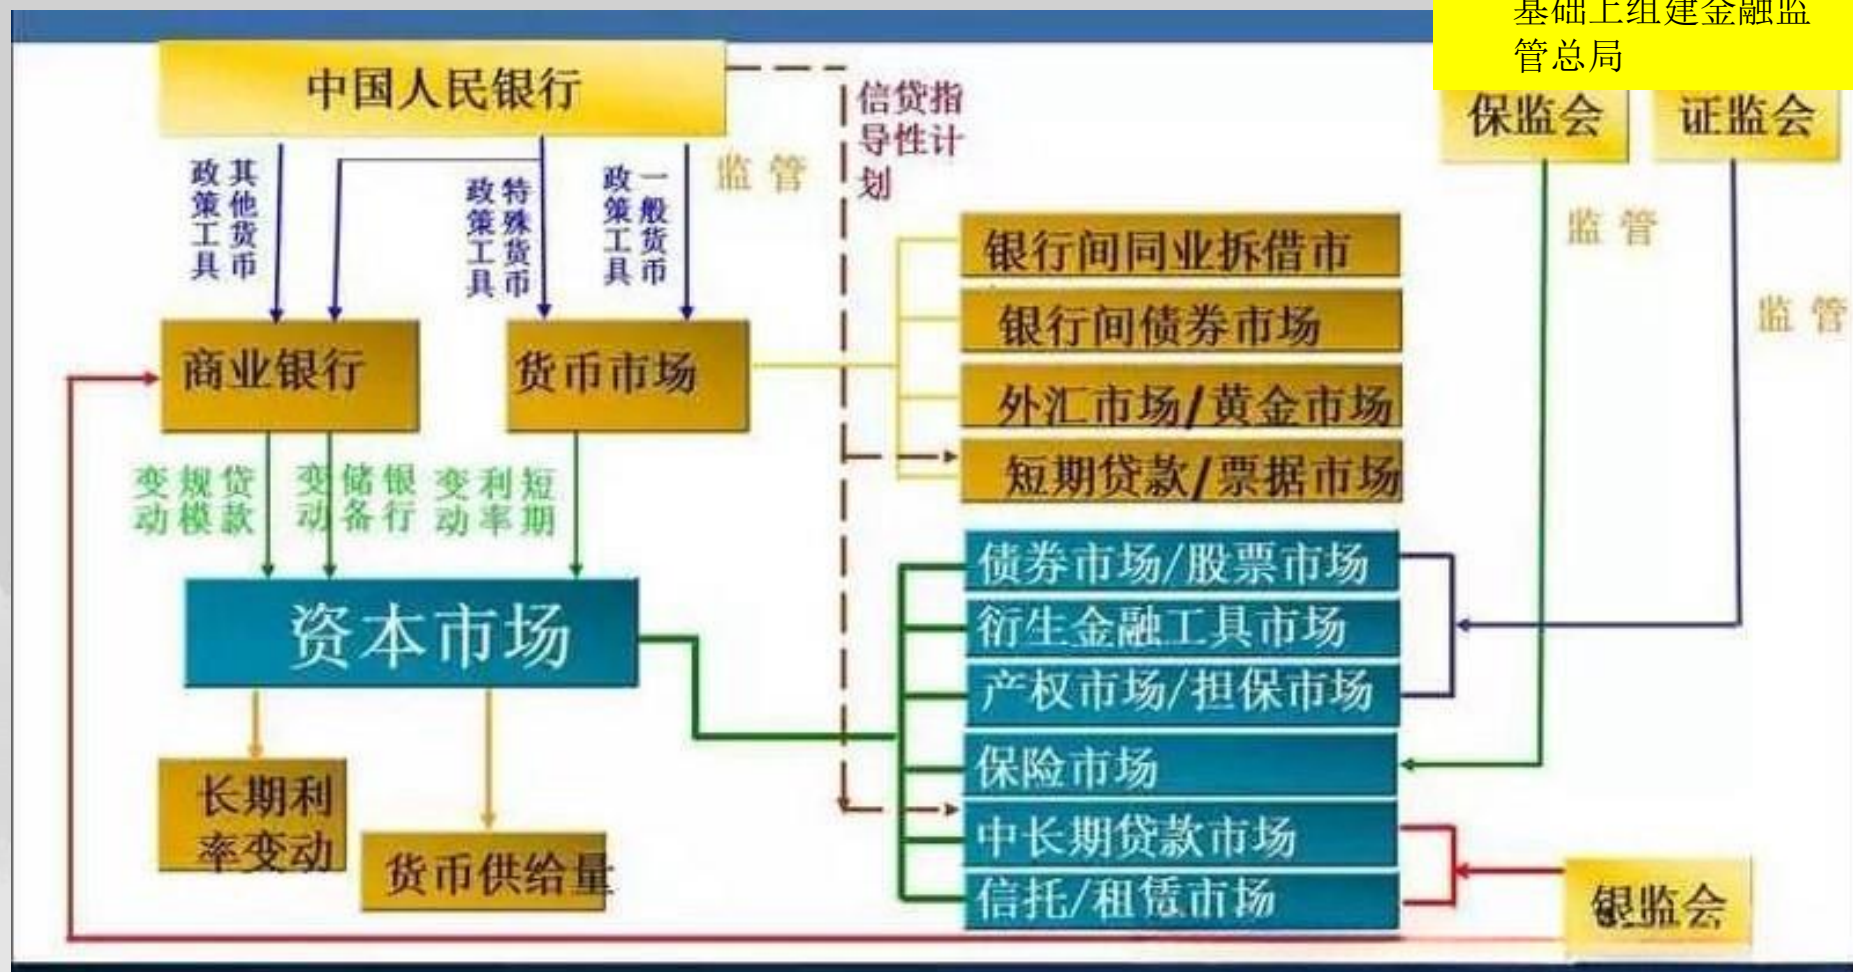 基础上组建金融监
管总局
中国人民银行
信贷指
导性计
划
保监会
证监会
其他货币
政策工具
特殊货币
政策工具
一般货币
政策工具
监管
监管
监管
银行间同业拆借市
银行间债券市场
外汇市场/黄金市场
短期贷款/票据市场
商业银行
货币市场
贷款
规模
变动
银行
储备
变动
短期
利率
变动
资本市场
债券市场/股票市场
衍生金融工具市场
产权市场/担保市场
保险市场
中长期贷款市场
信托/租赁市场
长期利
率变动
货币供给量
银监会